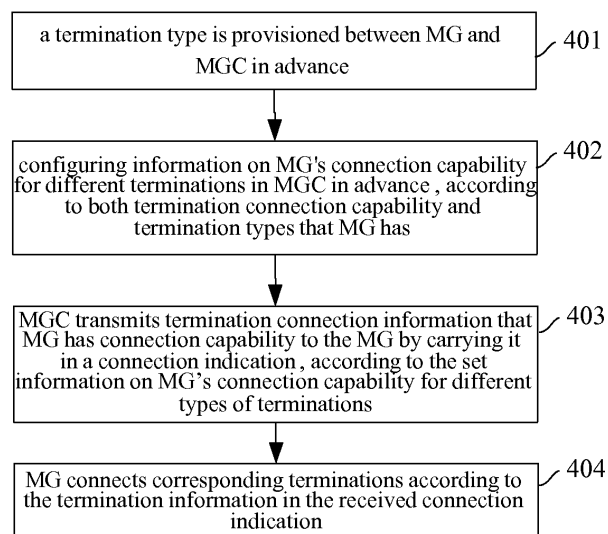 a termination type is provisioned between MG and
MGC in advance
401
configuring information on MG's connection capability
for different terminations in MGC in advance , according
to both termination connection capability and
termination types that MG has
402
MGC transmits termination connection information that
MG has connection capability to the MG by carrying it
in a connection indication , according to the set
information on MG's connection capability for different
types of terminations
403
MG connects corresponding terminations according to
the termination information in the received connection
indication
404